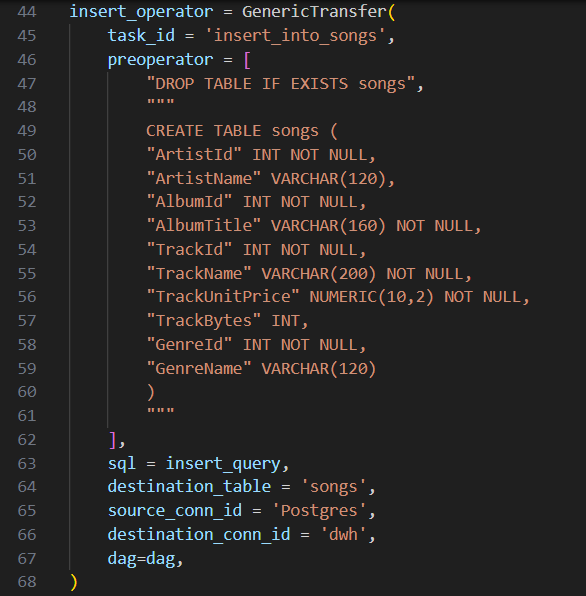 44 insert_operator = GenericTransfer(
45     task_id = 'insert_into_songs',
46     preoperator = [
47         "DROP TABLE IF EXISTS songs",
48         """
49         CREATE TABLE songs (
50         "ArtistId" INT NOT NULL,
51         "ArtistName" VARCHAR(120),
52         "AlbumId" INT NOT NULL,
53         "AlbumTitle" VARCHAR(160) NOT NULL,
54         "TrackId" INT NOT NULL,
55         "TrackName" VARCHAR(200) NOT NULL,
56         "TrackUnitPrice" NUMERIC(10,2) NOT NULL,
57         "TrackBytes" INT,
58         "GenreId" INT NOT NULL,
59         "GenreName" VARCHAR(120)
60         )
61         """
62     ],
63     sql = insert_query,
64     destination_table = 'songs',
65     source_conn_id = 'Postgres',
66     destination_conn_id = 'dwh',
67     dag=dag,
68 )